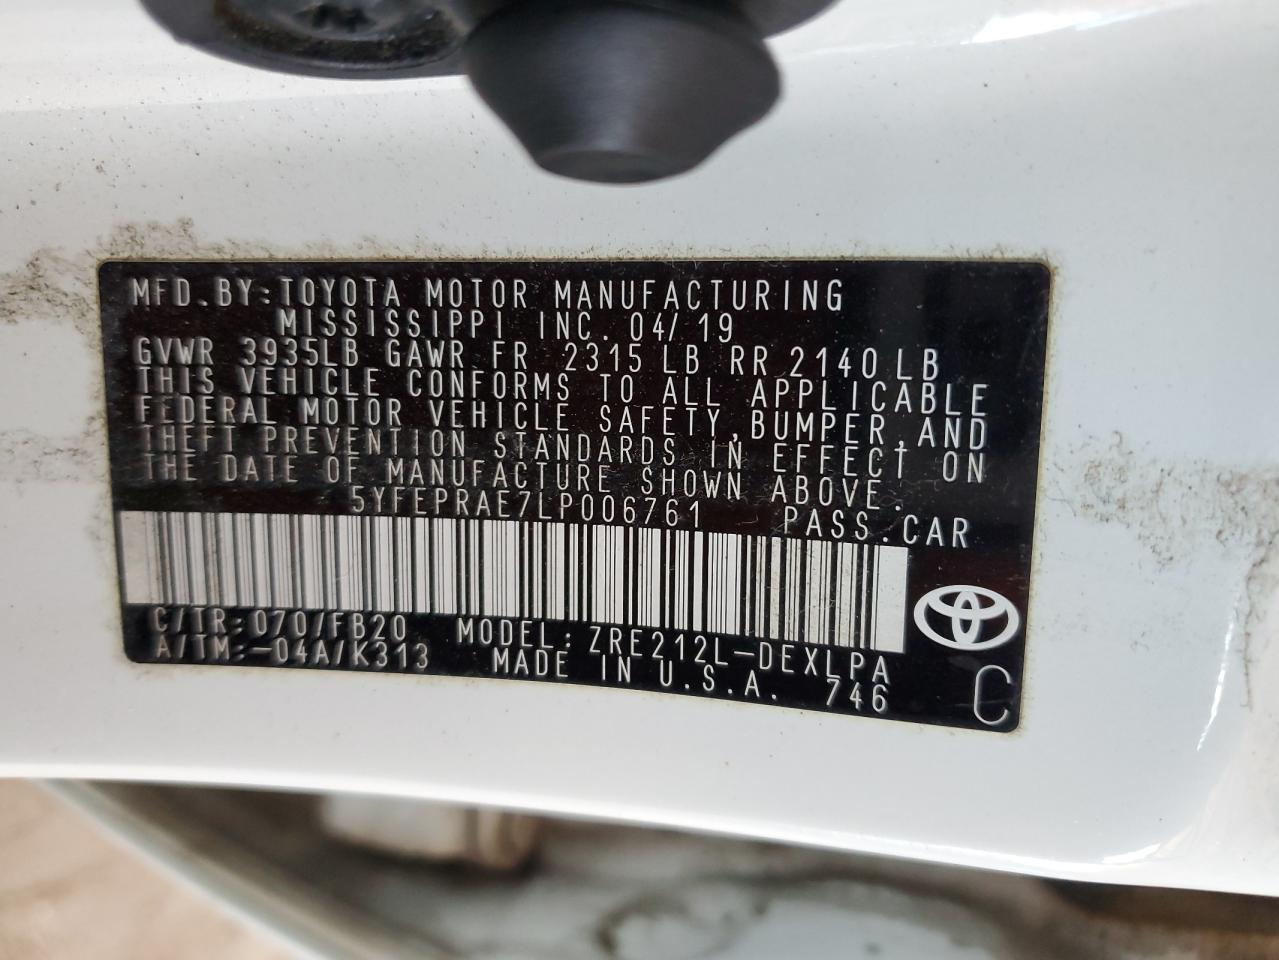 MFD.BY:TOYOTA MOTOR MANUFACTURING
MISSISSIPPI INC. 04/19
GVWR 3935LB GAWR FR 2315 LB RR 2140 LB
THIS VEHICLE CONFORMS TO ALL APPLICABLE
FEDERAL MOTOR VEHICLE SAFETY,BUMPER,AND
THEFT PREVENTION STANDARDS IN EFFECT ON
THE DATE OF MANUFACTURE SHOWN ABOVE.
5YFEPRAE7LP006761 PASS.CAR
C/TR:070/FB20 MODEL:ZRE212L-DEXLPA
A/TM:-04A/K313 MADE IN U.S.A. 746 C